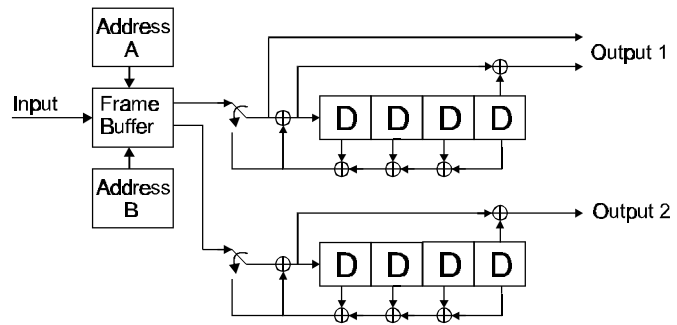 Address
A
Input
Frame
Buffer
Address
B
Output 1
D D D D
Output 2
D D D D